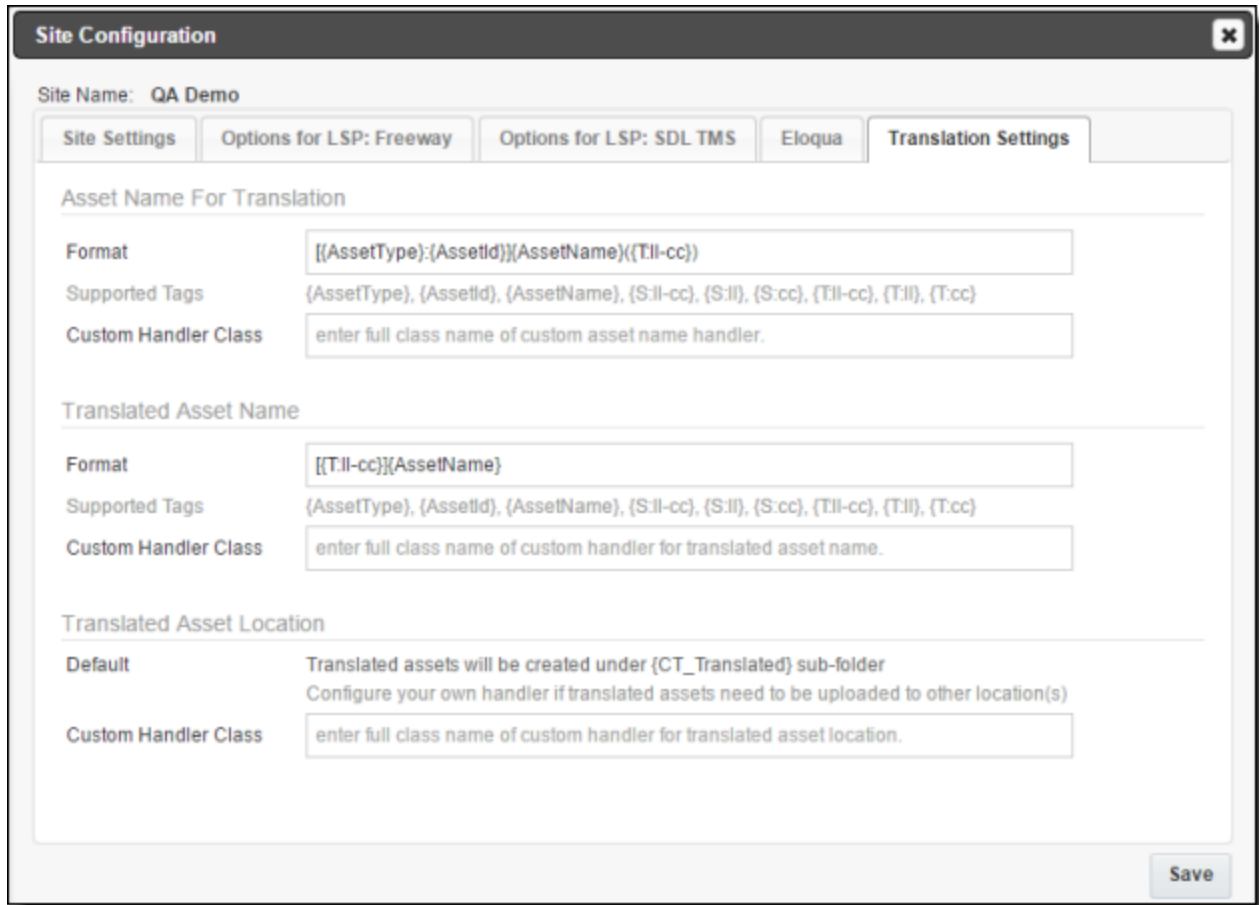 Site Configuration
Site Name: QA Demo
Site Settings Options for LSP: Freeway Options for LSP: SDL TMS Eloqua Translation Settings
Asset Name For Translation
Format [{AssetType}:{AssetId}]{AssetName}({T:ll-cc})
Supported Tags {AssetType}, {AssetId}, {AssetName}, {S:ll-cc}, {S:ll}, {S:cc}, {T:ll-cc}, {T:ll}, {T:cc}
Custom Handler Class enter full class name of custom asset name handler.
Translated Asset Name
Format [{T:ll-cc}]{AssetName}
Supported Tags {AssetType}, {AssetId}, {AssetName}, {S:ll-cc}, {S:ll}, {S:cc}, {T:ll-cc}, {T:ll}, {T:cc}
Custom Handler Class enter full class name of custom handler for translated asset name.
Translated Asset Location
Default Translated assets will be created under {CT_Translated} sub-folder
Configure your own handler if translated assets need to be uploaded to other location(s)
Custom Handler Class enter full class name of custom handler for translated asset location.
Save